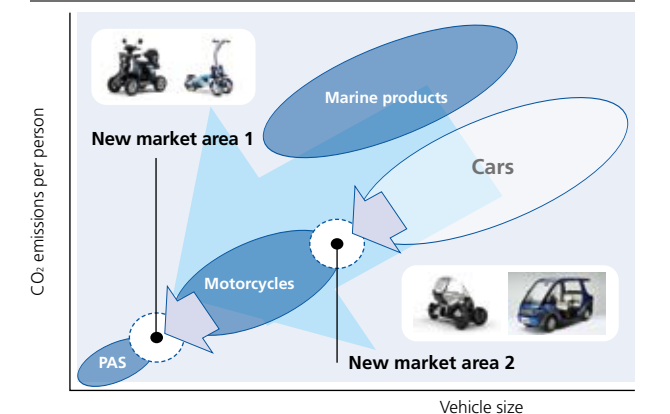 Marine products
New market area 1
Cars
CO₂ emissions per person
Motorcycles
PAS
New market area 2
Vehicle size